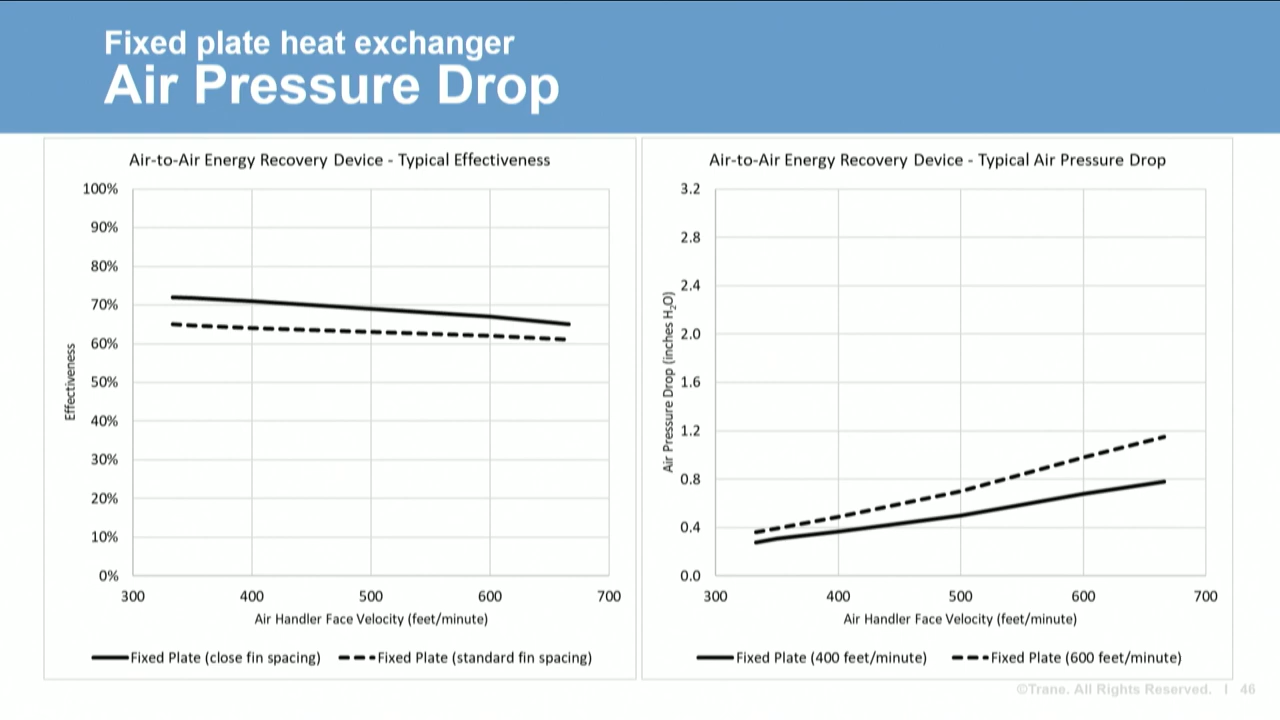 Fixed plate heat exchanger
Air Pressure Drop
Air-to-Air Energy Recovery Device - Typical Effectiveness
100%
90%
80%
70%
60%
50%
40%
30%
20%
10%
0%
Effectiveness
300 400 500 600 700
Air Handler Face Velocity (feet/minute)
Fixed Plate (close fin spacing) Fixed Plate (standard fin spacing)
Air-to-Air Energy Recovery Device - Typical Air Pressure Drop
3.2
2.8
2.4
2.0
1.6
1.2
0.8
0.4
0.0
Air Pressure Drop (inches H₂O)
300 400 500 600 700
Air Handler Face Velocity (feet/minute)
Fixed Plate (400 feet/minute) Fixed Plate (600 feet/minute)
©Trane. All Rights Reserved. | 46